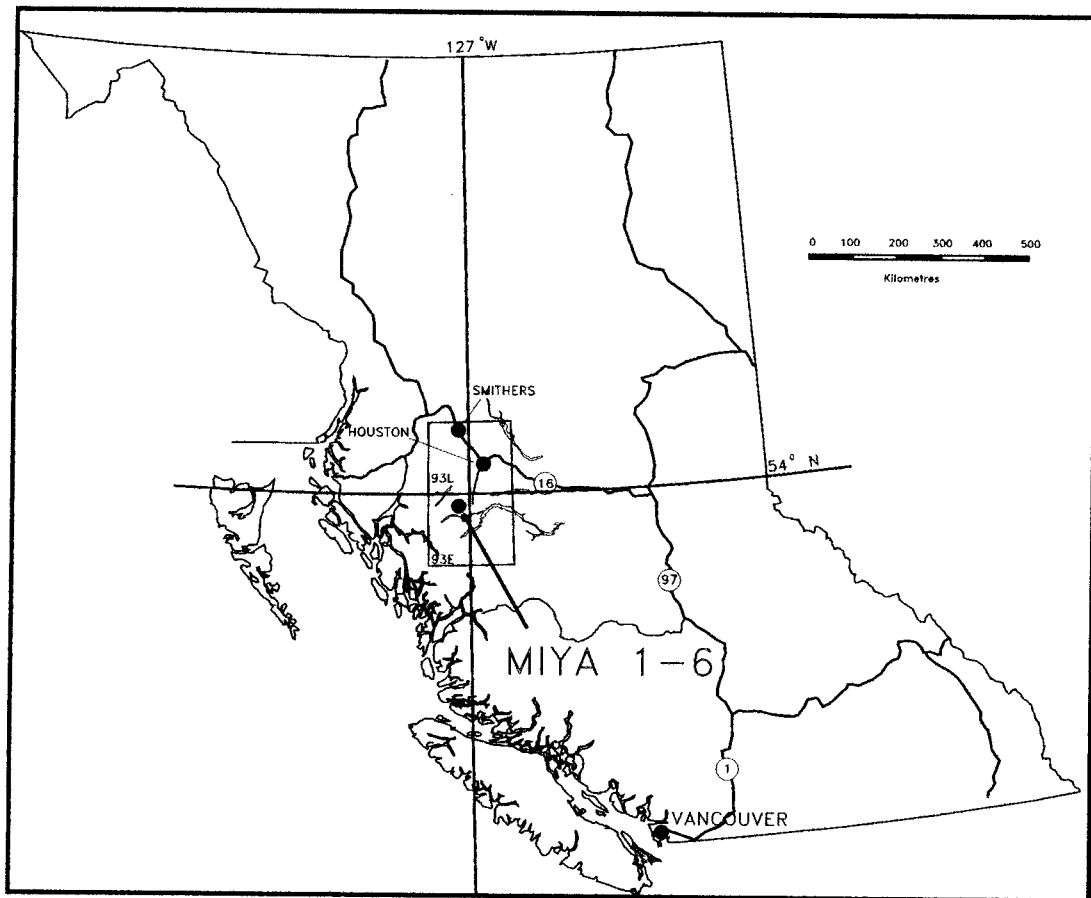 127°W
0 100 200 300 400 500
Kilometres
SMITHERS
HOUSTON
54° N
93L
16
93E
97
MIYA 1-6
1
VANCOUVER